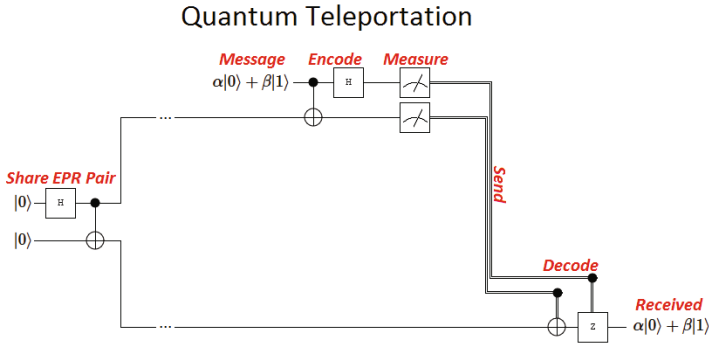 Quantum Teleportation
Message Encode Measure
α|0⟩ + β|1⟩
H
...
Share EPR Pair
|0⟩
H
|0⟩
Send
Decode
Received
...
Z
α|0⟩ + β|1⟩